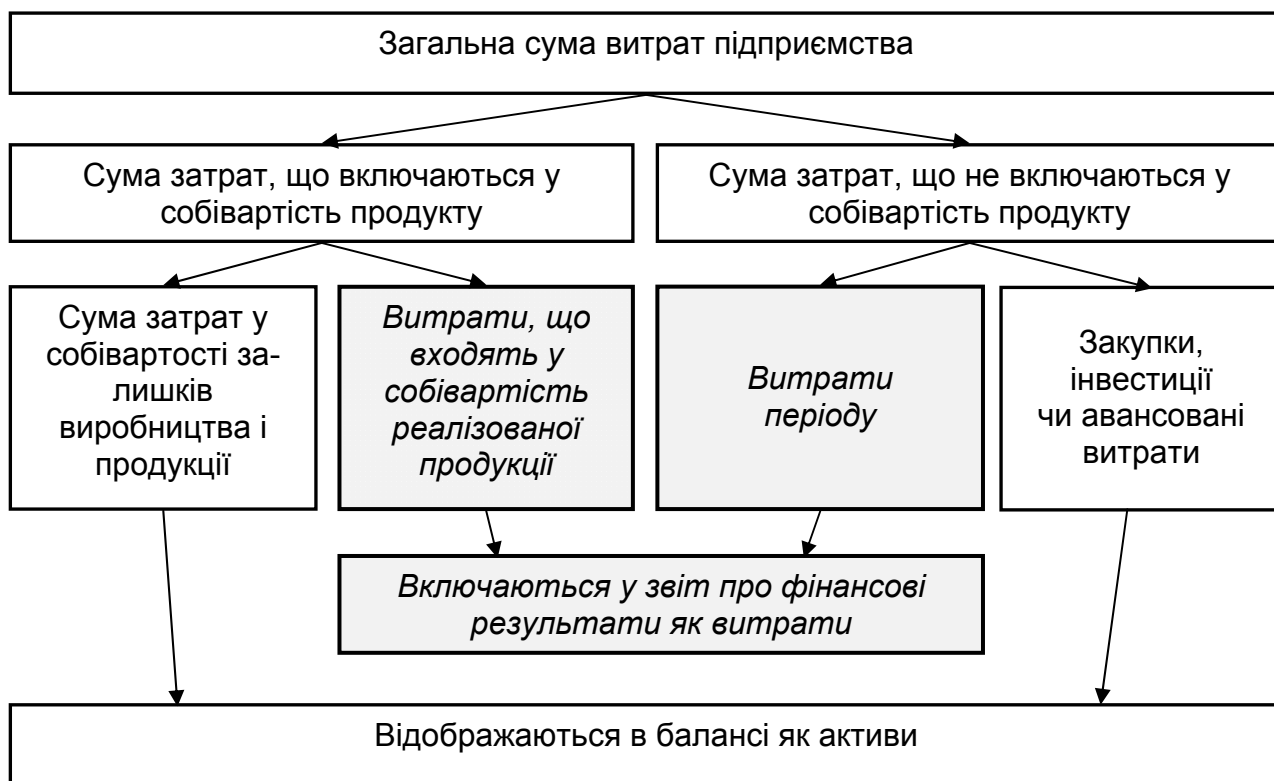 Загальна сума витрат підприємства
Сума затрат, що включаються у
собівартість продукту
Сума затрат, що не включаються у
собівартість продукту
Сума затрат у
собівартості за-
лишків
виробництва і
продукції
Витрати, що
входять у
собівартість
реалізованої
продукції
Витрати
періоду
Закупки,
інвестиції
чи авансовані
витрати
Включаються у звіт про фінансові
результати як витрати
Відображаються в балансі як активи